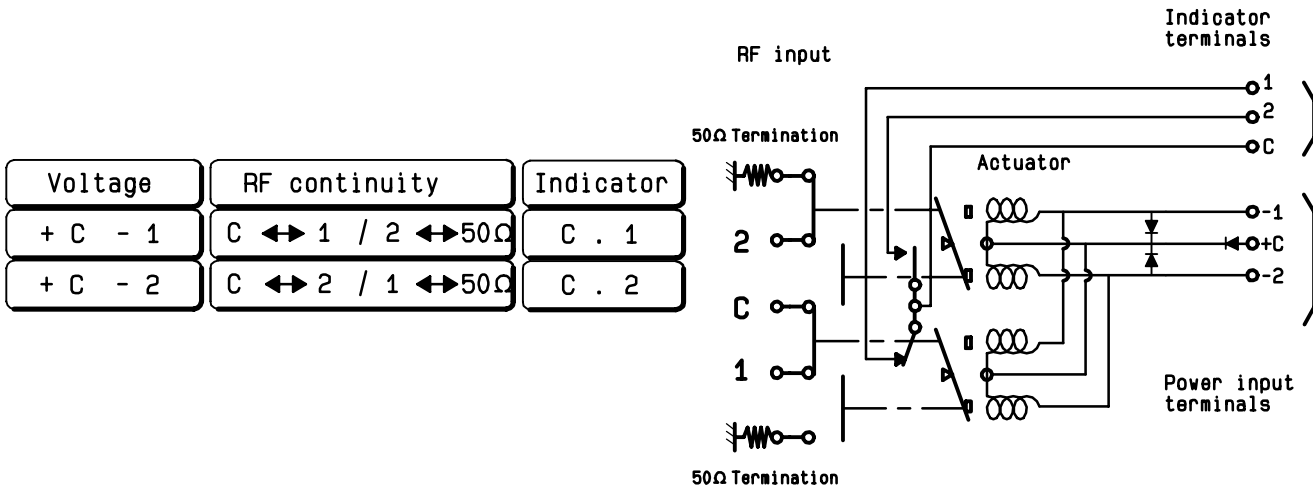 Voltage RF continuity Indicator
+ C - 1 C ↔ 1 / 2 ↔50Ω C . 1
+ C - 2 C ↔ 2 / 1 ↔50Ω C . 2
RF input
Indicator
terminals
1
2
C
50Ω Termination
Actuator
2
C
1
-1
+C
-2
Power input
terminals
50Ω Termination